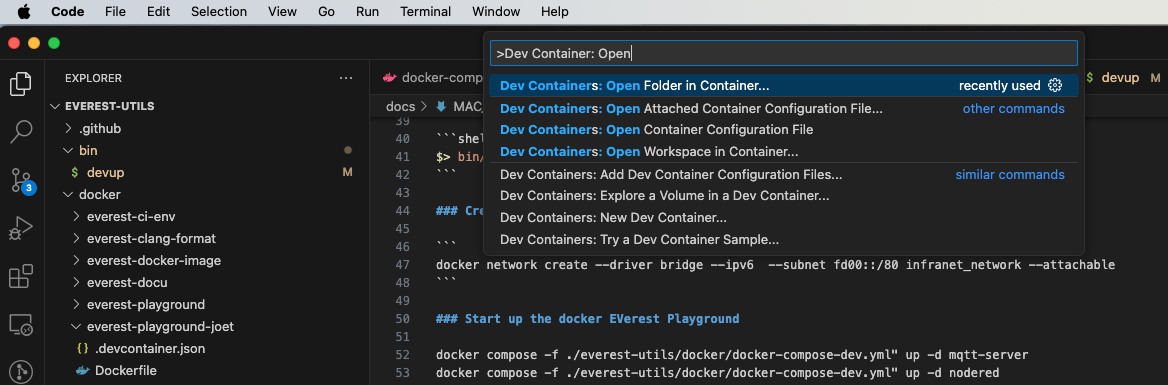 Code File Edit Selection View Go Run Terminal Window Help
>Dev Container: Open
EXPLORER ...
docker-comp
$ devup M
EVEREST-UTILS
Dev Containers: Open Folder in Container... recently used
docs > MAC_
.github
Dev Containers: Open Attached Container Configuration File... other commands
39
bin
Dev Containers: Open Container Configuration File
40 ```shel
$ devup M
Dev Containers: Open Workspace in Container...
41 $> bin/
3
docker
Dev Containers: Add Dev Container Configuration Files... similar commands
42 ```
everest-ci-env
Dev Containers: Explore a Volume in a Dev Container...
43
everest-clang-format
Dev Containers: New Dev Container...
44 ### Cre
everest-docker-image
Dev Containers: Try a Dev Container Sample...
45
46 ```
everest-docu
47 docker network create --driver bridge --ipv6  --subnet fd00::/80 infranet_network --attachable
48 ```
everest-playground
49
everest-playground-joet
50 ### Start up the docker EVerest Playground
{} .devcontainer.json
51
Dockerfile
52 docker compose -f ./everest-utils/docker/docker-compose-dev.yml" up -d mqtt-server
53 docker compose -f ./everest-utils/docker/docker-compose-dev.yml" up -d nodered